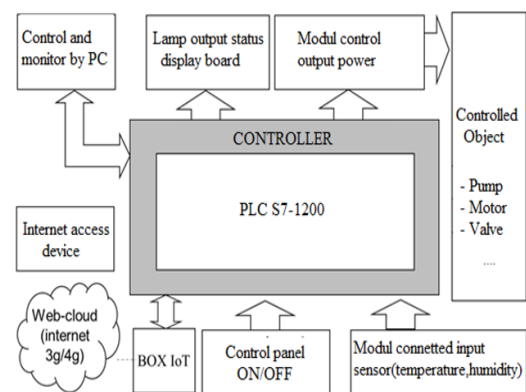 Control and
monitor by PC
Lamp output status
display board
Modul control
output power
Controlled
Object
- Pump
- Motor
- Valve
....
CONTROLLER
PLC S7-1200
Internet access
device
Web-cloud
(internet
3g/4g)
BOX IoT
Control panel
ON/OFF
Modul connetted input
sensor(temperature,humidity)